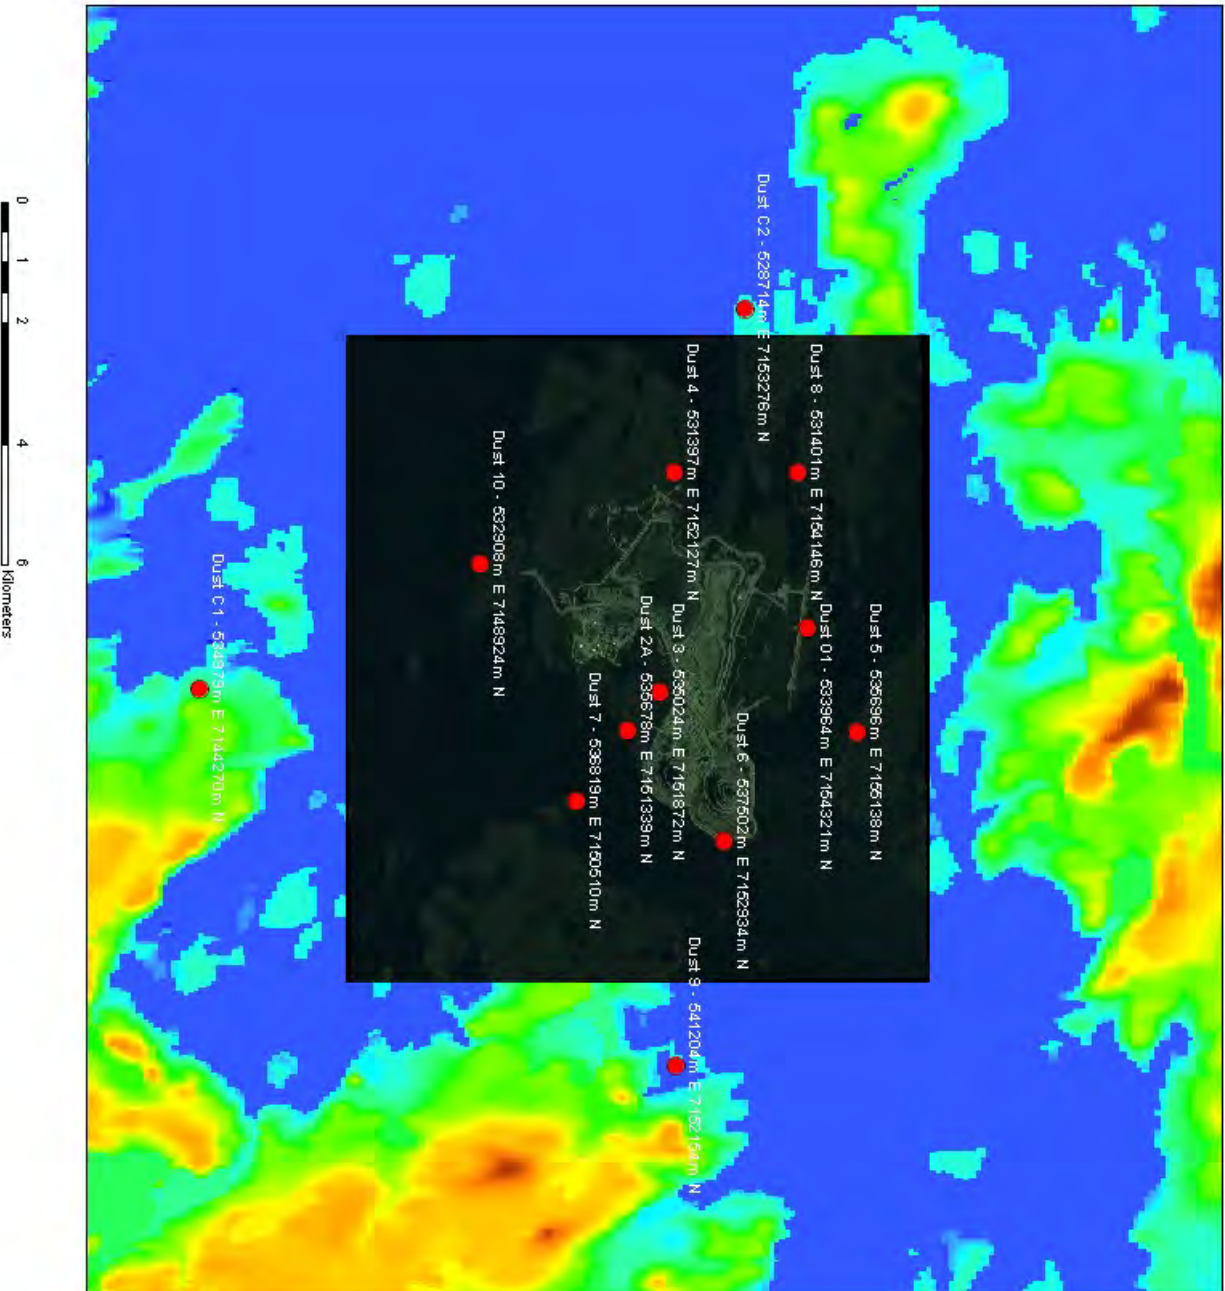 Dust 5 - 535696m E 7155138m N
Dust 01 - 533964m E 7154321m N
Dust 8 - 531401m E 7154146m N
Dust C2 - 528714m E 7153276m N
Dust 6 - 537502m E 7152934m N
Dust 9 - 541204m E 7152154m N
Dust 4 - 531397m E 7152127m N
Dust 3 - 535024m E 7151872m N
Dust 2A - 535678m E 7151339m N
Dust 7 - 536819m E 7150510m N
Dust 10 - 532908m E 7148924m N
Dust C1 - 534979m E 7144270m N
0 1 2 4 6
Kilometers